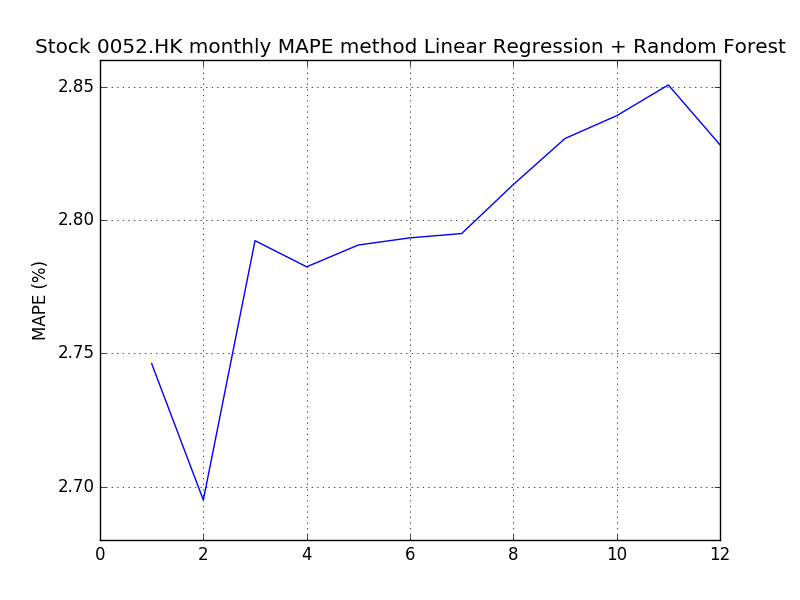 Stock 0052.HK monthly MAPE method Linear Regression + Random Forest
2.85
2.80
2.75
2.70
MAPE (%)
0 2 4 6 8 10 12